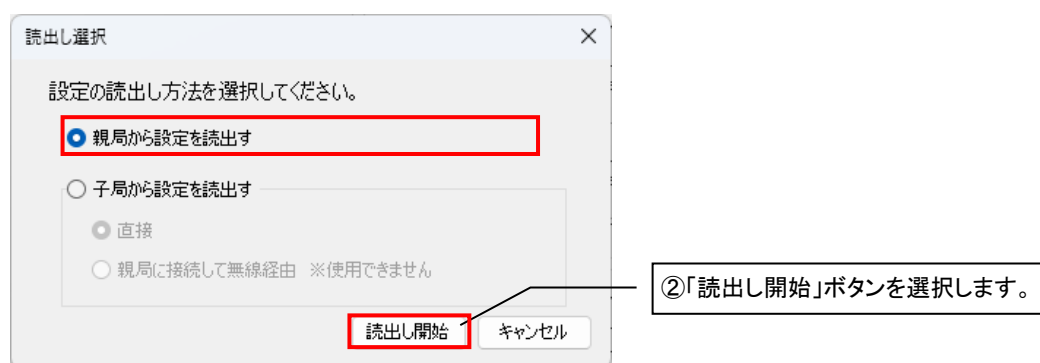 読出し選択
設定の読出し方法を選択してください。
親局から設定を読出す
子局から設定を読出す
直接
親局に接続して無線経由 ※使用できません
読出し開始
キャンセル
②「読出し開始」ボタンを選択します。